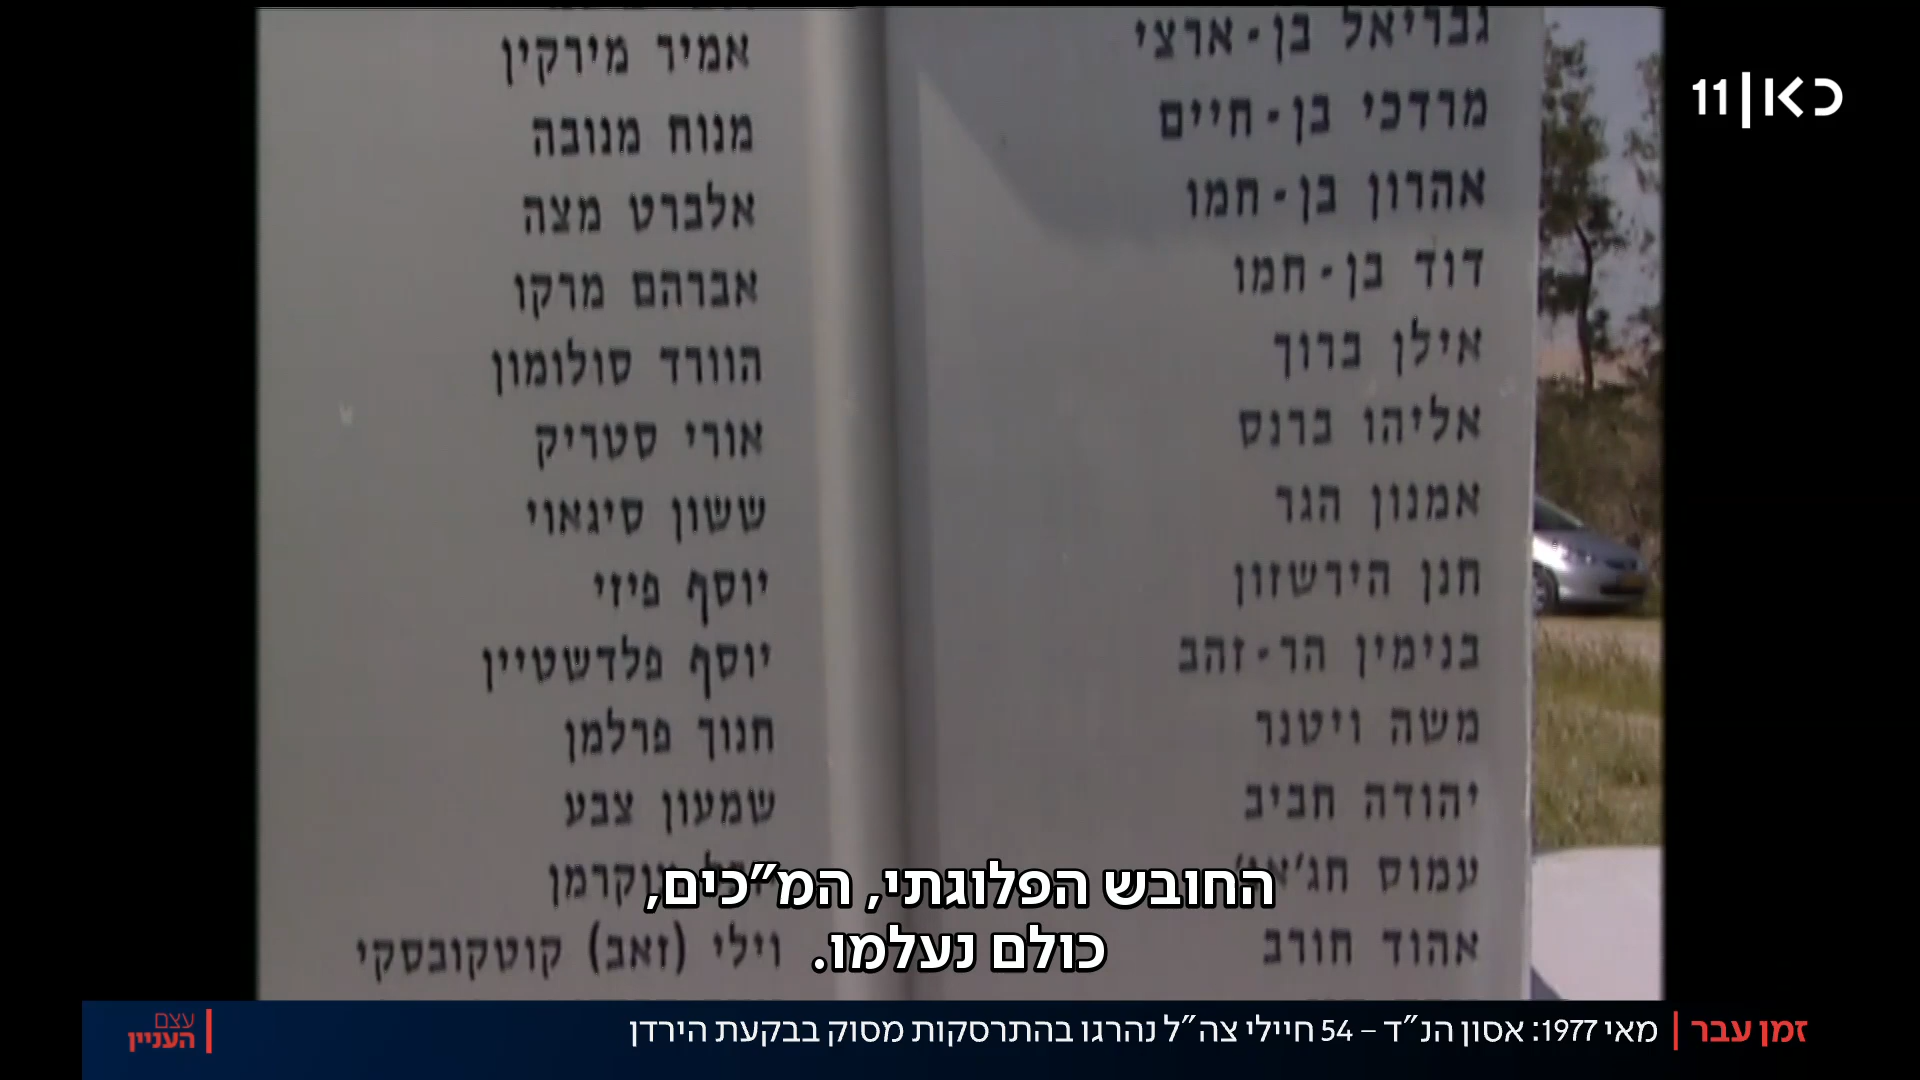 כאן 11
גבריאל בן-ארצי
מרדכי בן-חיים
אהרון בן-חמו
דוד בן-חמו
אילן ברוך
אליהו ברנס
אמנון הגר
חנן הירשזון
בנימין הר-זהב
משה ויטנר
יהודה חביב
עמוס
אהוד חורב
אמיר מירקין
מנוח מנובה
אלברט מצה
אברהם מרקו
הוורד סולומון
אורי סטריק
ששון סיגאוי
יוסף פיזי
יוסף פלדשטיין
חנוך פרלמן
שמעון צבע
וילי (זאב) קוטקובסקי
החובש הפלוגתי, המ"כים,
כולם נעלמו.
זמן עבר | מאי 1977: אסון הנ"ד – 54 חיילי צה"ל נהרגו בהתרסקות מסוק בבקעת הירדן
עצם
העניין